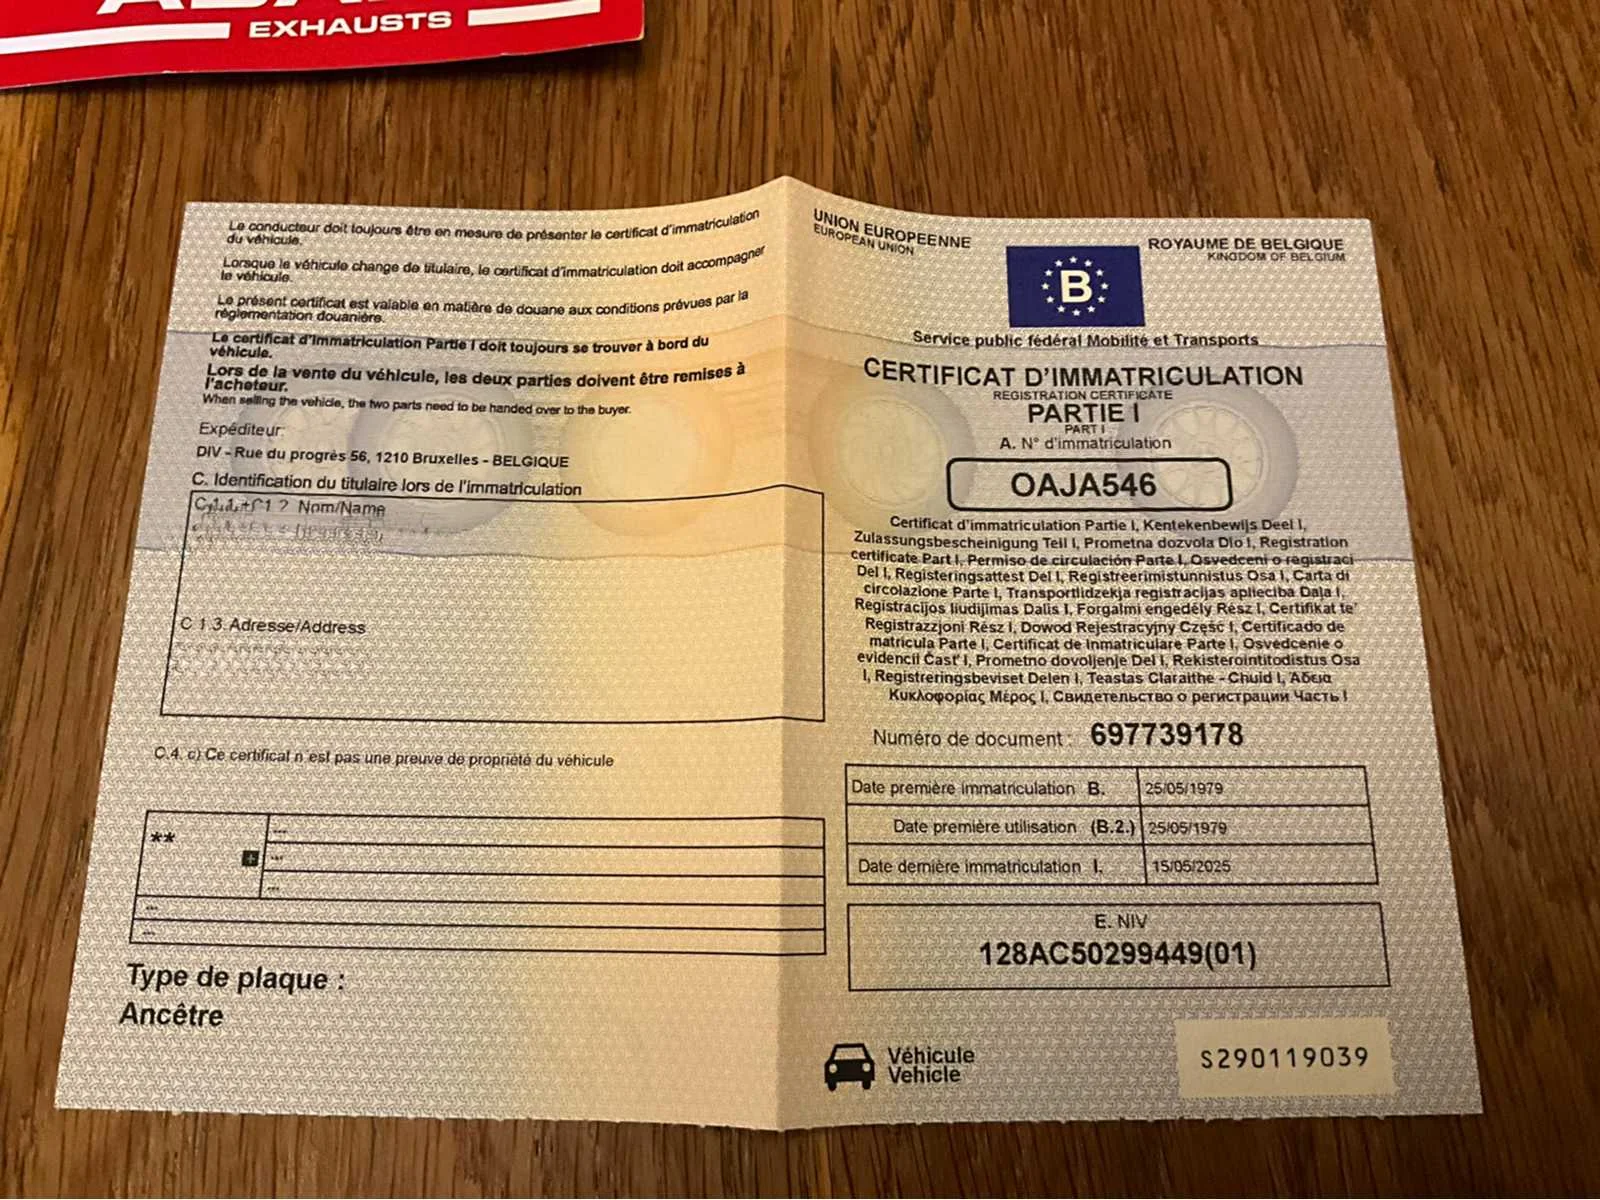 EXHAUSTS
Le conducteur doit toujours être en mesure de présenter le certificat d'immatriculation
du véhicule.
Lorsque le véhicule change de titulaire, le certificat d'immatriculation doit accompagner
le véhicule.
Le présent certificat est valable en matière de douane aux conditions prévues par la
réglementation douanière.
Le certificat d'immatriculation Partie I doit toujours se trouver à bord du
véhicule.
Lors de la vente du véhicule, les deux parties doivent être remises à
l'acheteur.
When selling the vehicle, the two parts need to be handed over to the buyer.
Expéditeur:
DIV - Rue du progrès 56, 1210 Bruxelles - BELGIQUE
C. Identification du titulaire lors de l'immatriculation
Nom/Name
C 1.3. Adresse/Address
C.4. c) Ce certificat n'est pas une preuve de propriété du véhicule
**
---
---
---
---
---
Type de plaque :
Ancêtre
UNION EUROPEENNE
EUROPEAN UNION
B
ROYAUME DE BELGIQUE
KINGDOM OF BELGIUM
Service public fédéral Mobilité et Transports
CERTIFICAT D'IMMATRICULATION
REGISTRATION CERTIFICATE
PARTIE I
PART I
A. N° d'immatriculation
OAJA546
Certificat d'immatriculation Partie I, Kentekenbewijs Deel I,
Zulassungsbescheinigung Teil I, Prometna dozvola Dio I, Registration
certificate Part I, Permiso de circulación Parte I, Osvedceni o registraci
Del I, Registeringsattest Del I, Registreerimistunnistus Osa I, Carta di
circolazione Parte I, Transportlidzekja registracijas aplieciba Daļa I,
Registracijos liudijimas Dalis I, Forgalmi engedély Rész I, Certifikat te'
Registrazzjoni Rész I, Dowod Rejestracyjny Część I, Certificado de
matricula Parte I, Certificat de Inmatriculare Parte I, Osvedcenie o
evidencii Časť I, Prometno dovoljenje Del I, Rekisterointitodistus Osa
I, Registreringsbeviset Delen I, Teastas Claraithe - Chuid I, Άδεια
Κυκλοφορίας Μέρος I, Свидетельство о регистрации Часть I
Numéro de document : 697739178
Date première immatriculation B. 25/05/1979
Date première utilisation (B.2.) 25/05/1979
Date dernière immatriculation I. 15/05/2025
E. NIV
128AC50299449(01)
Véhicule
Vehicle
S290119039